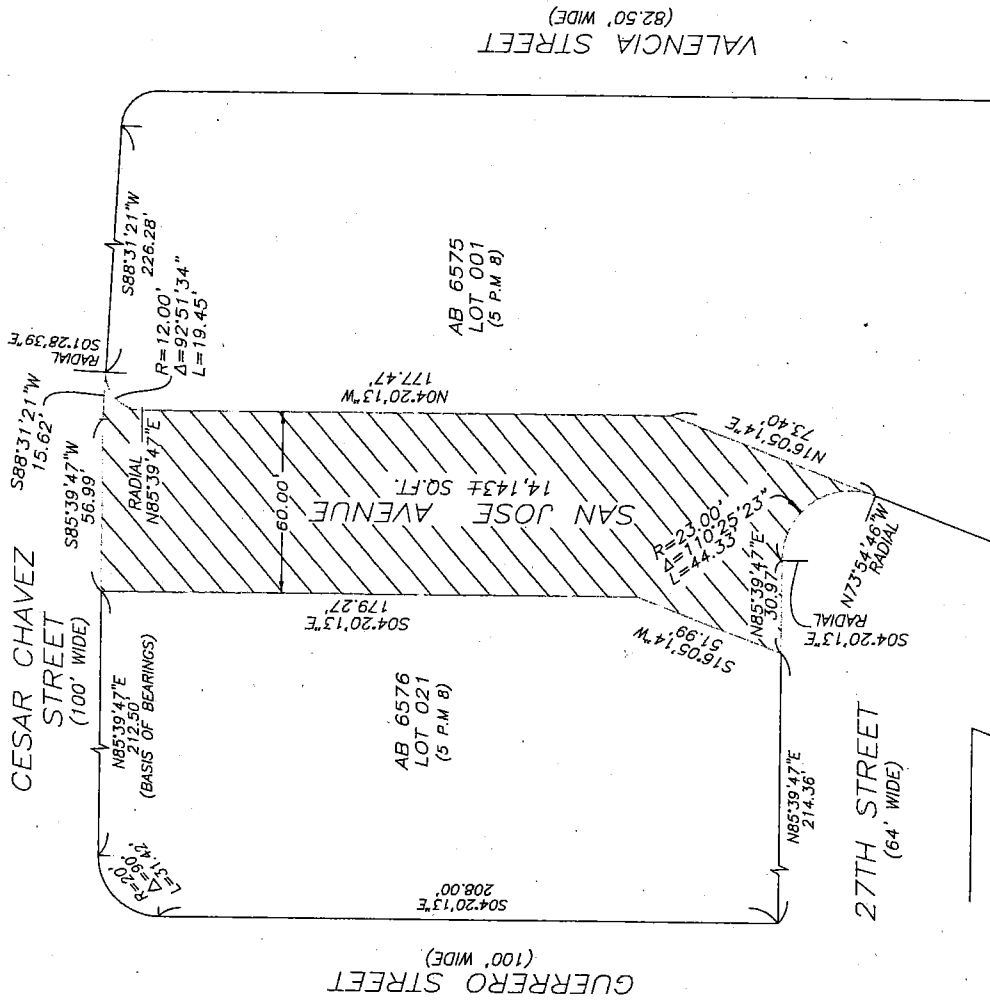 CESAR CHAVEZ
STREET
(100' WIDE)
N85°39'47"E
212.50'
(BASIS OF BEARINGS)
R=20'
Δ=90°
L=31.42'
S85°39'47"W
56.99'
S88°31'21"W
15.62'
S01°28'39"E
RADIAL
S88°31'21"W
226.28'
R=12.00'
Δ=92°51'34"
L=19.45'
RADIAL
N85°39'47"E
60.00'
VALENCIA STREET
(82.50' WIDE)
GUERRERO STREET
(100' WIDE)
S04°20'13"E
208.00'
AB 6576
LOT 021
(5 P.M 8)
S04°20'13"E
179.27'
SAN JOSE AVENUE
14,143± SQ.FT.
N04°20'13"W
177.47'
AB 6575
LOT 001
(5 P.M 8)
S16°05'14"W
51.99'
R=23.00'
Δ=110°25'23"
L=44.33'
N85°39'47"E
30.97'
N16°05'14"E
73.40'
N73°54'46"W
RADIAL
S04°20'13"E
RADIAL
N85°39'47"E
214.36'
27TH STREET
(64' WIDE)